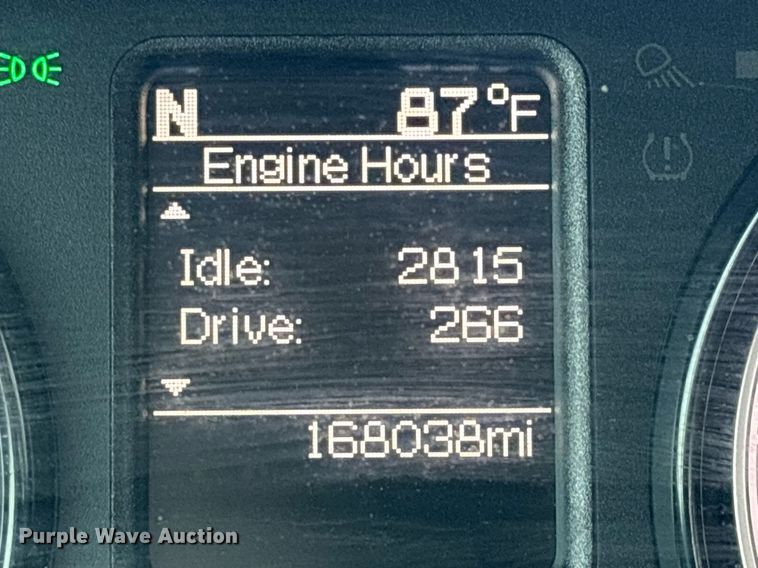 N 87°F
Engine Hours
Idle: 2815
Drive: 266
168038mi
Purple Wave Auction